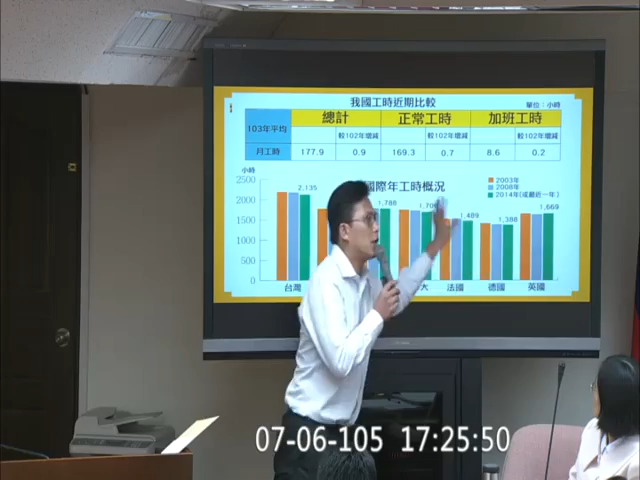 我國工時近期比較
單位：小時
103年平均 總計 正常工時 加班工時
較102年增減 較102年增減 較102年增減
月工時 177.9 0.9 169.3 0.7 8.6 0.2
國際年工時概況
小時
2003年
2008年
2014年(或最近一年)
2500
2000
1500
1000
500
0
2,135 1,788 1,489 1,388 1,669
台灣 大 法國 德國 英國
07-06-105 17:25:50